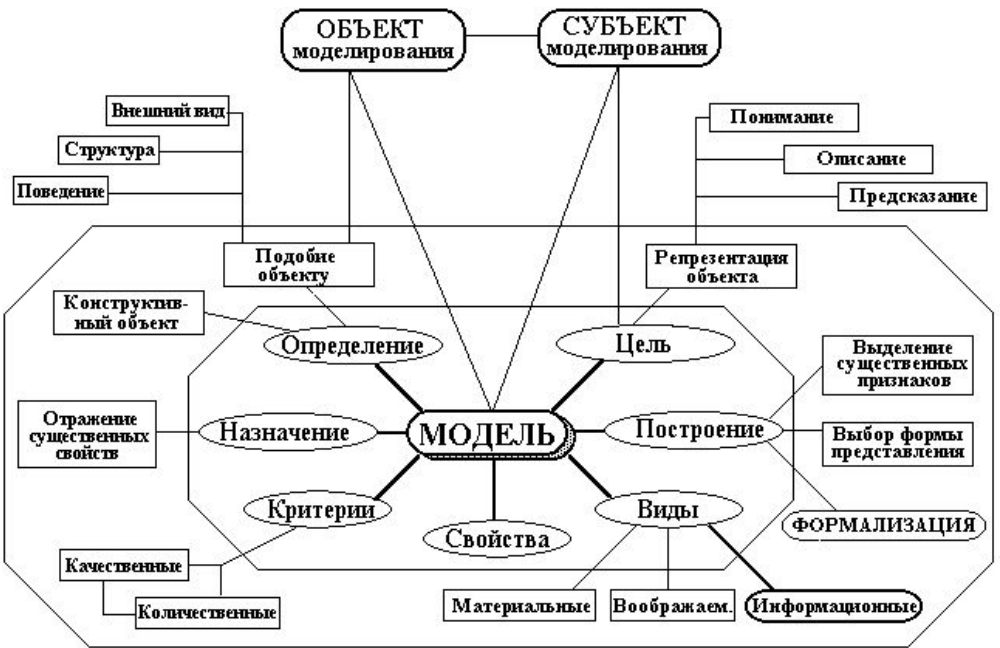 ОБЪЕКТ
моделирования
СУБЪЕКТ
моделирования
Внешний вид
Структура
Поведение
Понимание
Описание
Предсказание
Подобие
объекту
Репрезентация
объекта
Конструктив-
ный объект
Определение
Цель
Выделение
существенных
признаков
Отражение
существенных
свойств
Назначение
МОДЕЛЬ
Построение
Выбор формы
представления
Критерии
Свойства
Виды
ФОРМАЛИЗАЦИЯ
Качественные
Количественные
Материальные
Воображаем.
Информационные